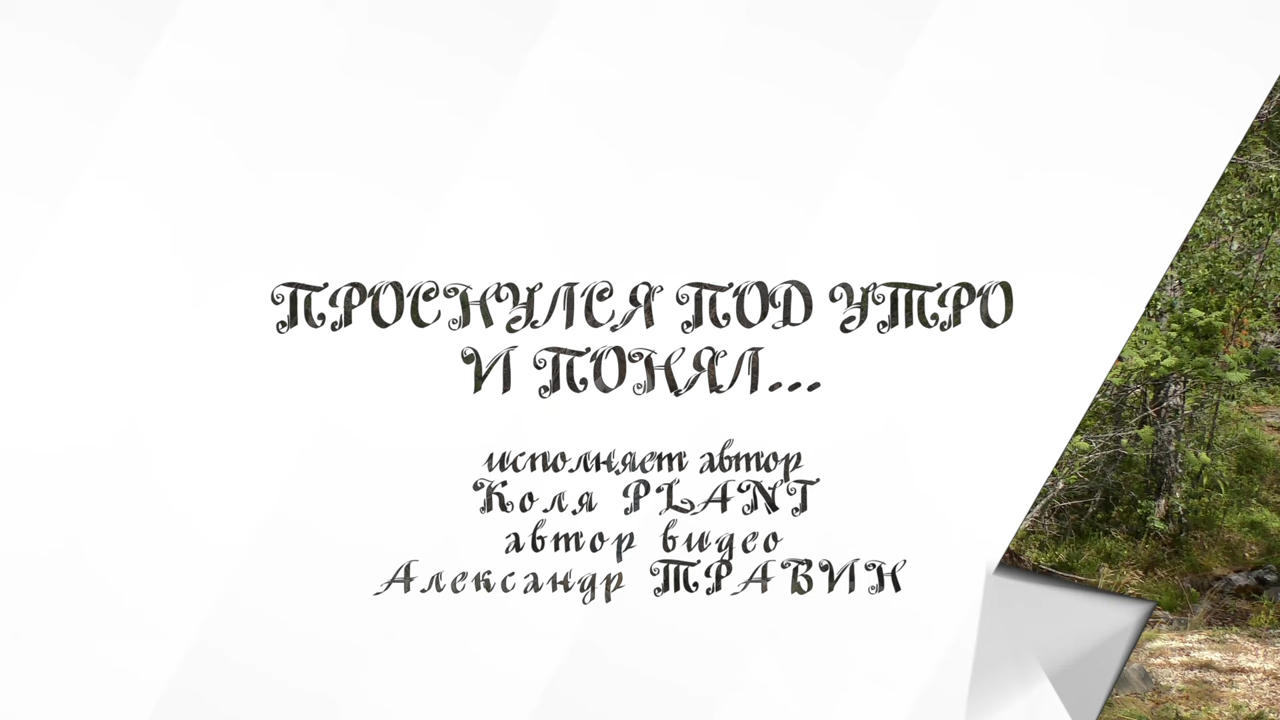 ПРОСНУЛСЯ ПОД УТРО
И ПОНЯЛ...
исполняет автор
Коля PLANT
автор видео
Александр ТРАВИН